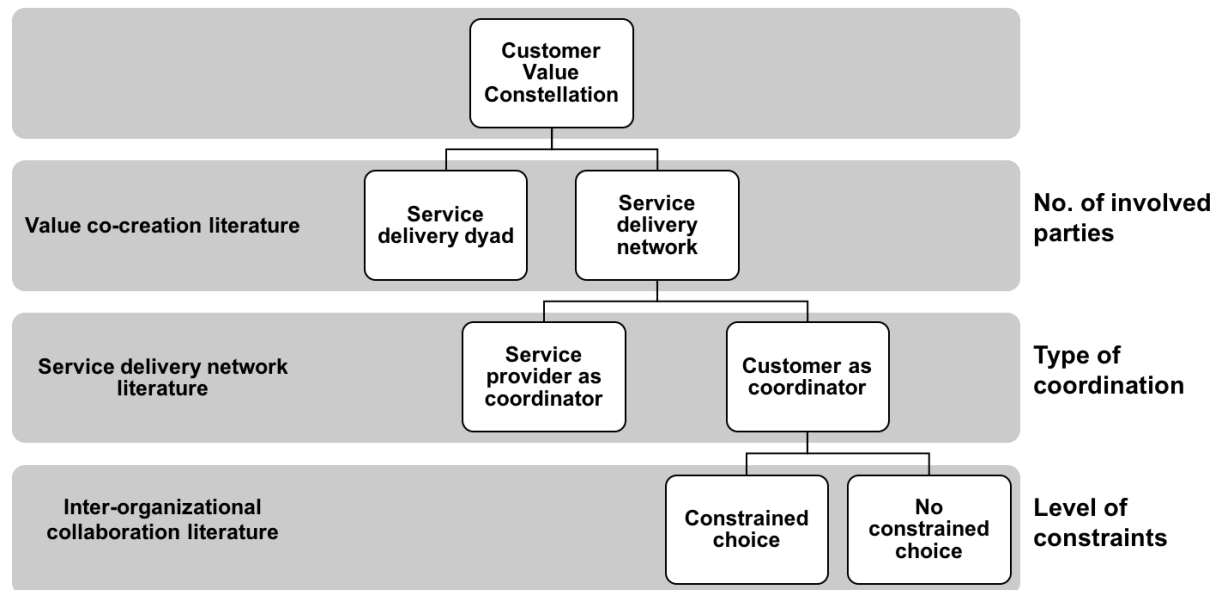 Customer
Value
Constellation
Value co-creation literature
Service
delivery dyad
Service
delivery
network
No. of involved
parties
Service delivery network
literature
Service
provider as
coordinator
Customer as
coordinator
Type of
coordination
Inter-organizational
collaboration literature
Constrained
choice
No
constrained
choice
Level of
constraints